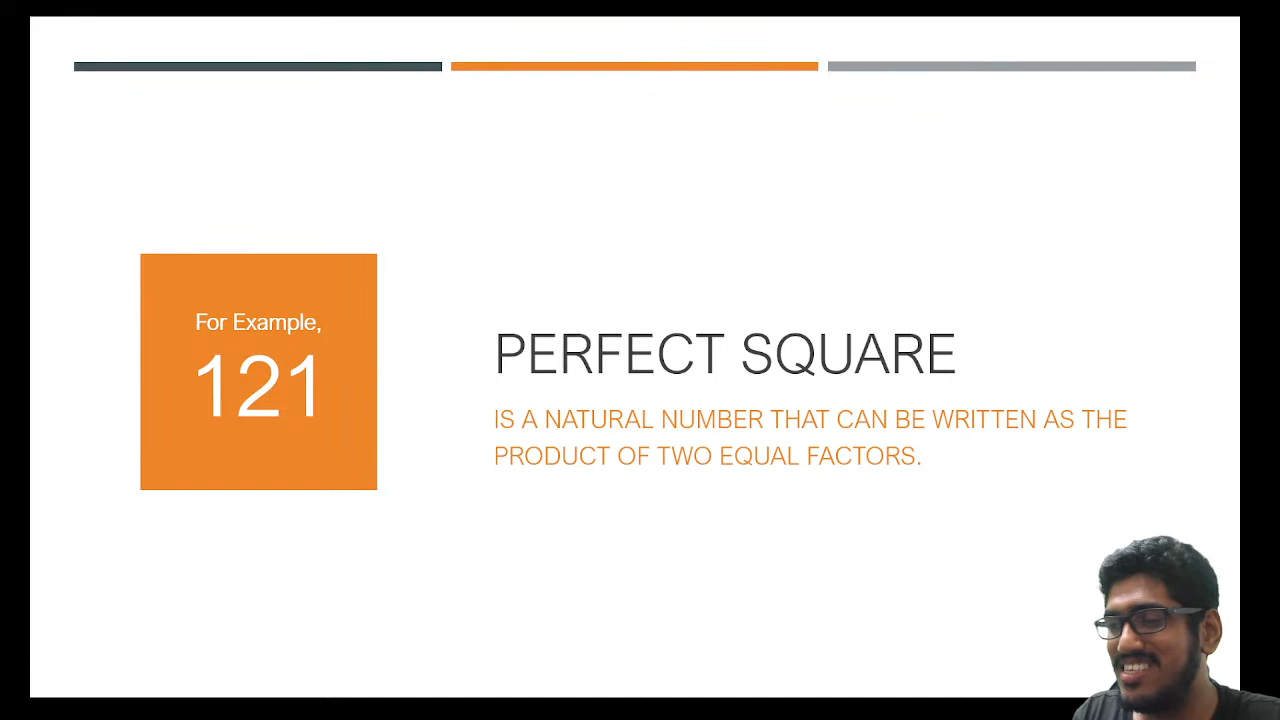 For Example,
121
PERFECT SQUARE
IS A NATURAL NUMBER THAT CAN BE WRITTEN AS THE
PRODUCT OF TWO EQUAL FACTORS.